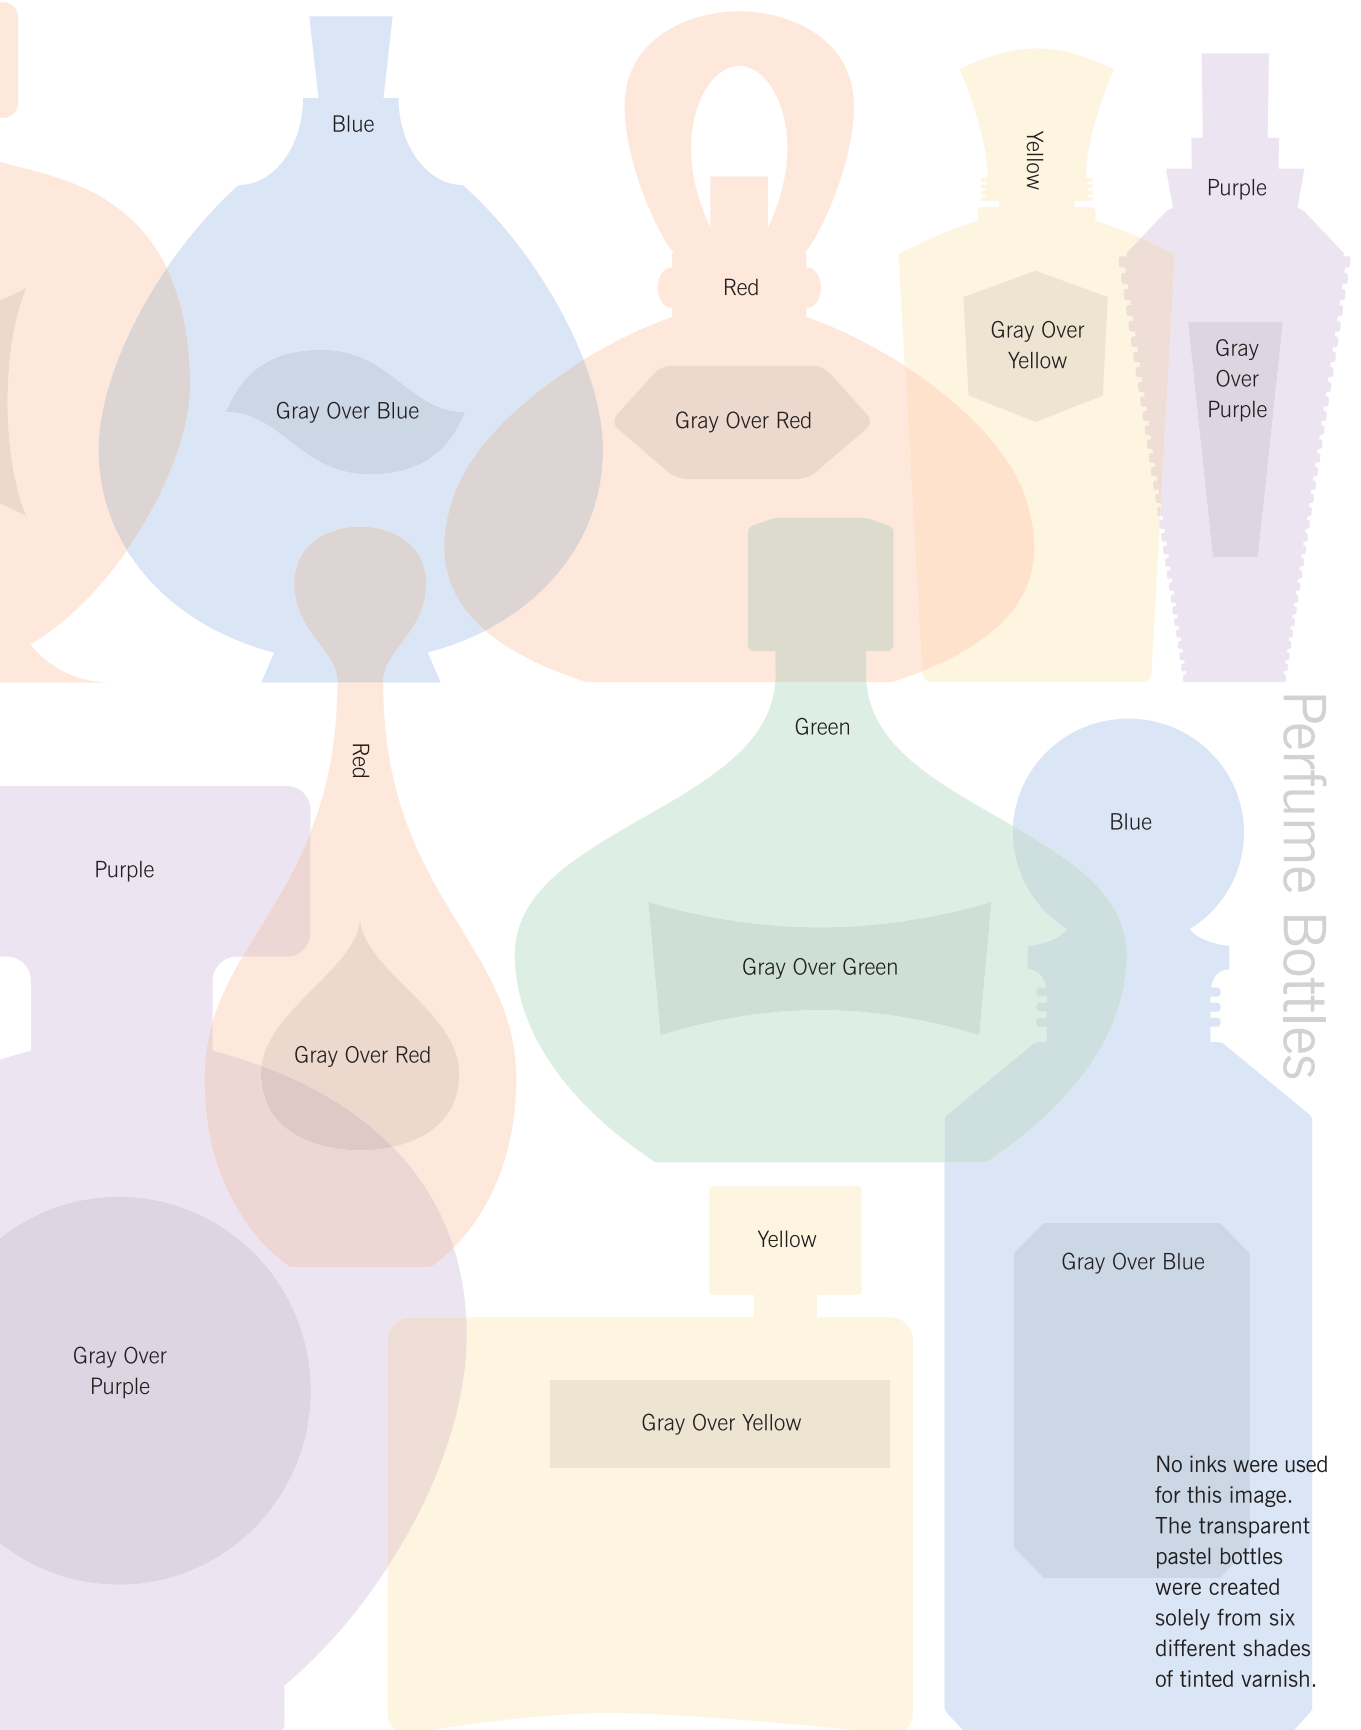 Blue
Yellow
Purple
Red
Gray Over
Yellow
Gray
Over
Purple
Gray Over Blue
Gray Over Red
Perfume Bottles
Green
Red
Blue
Purple
Gray Over Green
Gray Over Red
Yellow
Gray Over Blue
Gray Over
Purple
Gray Over Yellow
No inks were used
for this image.
The transparent
pastel bottles
were created
solely from six
different shades
of tinted varnish.